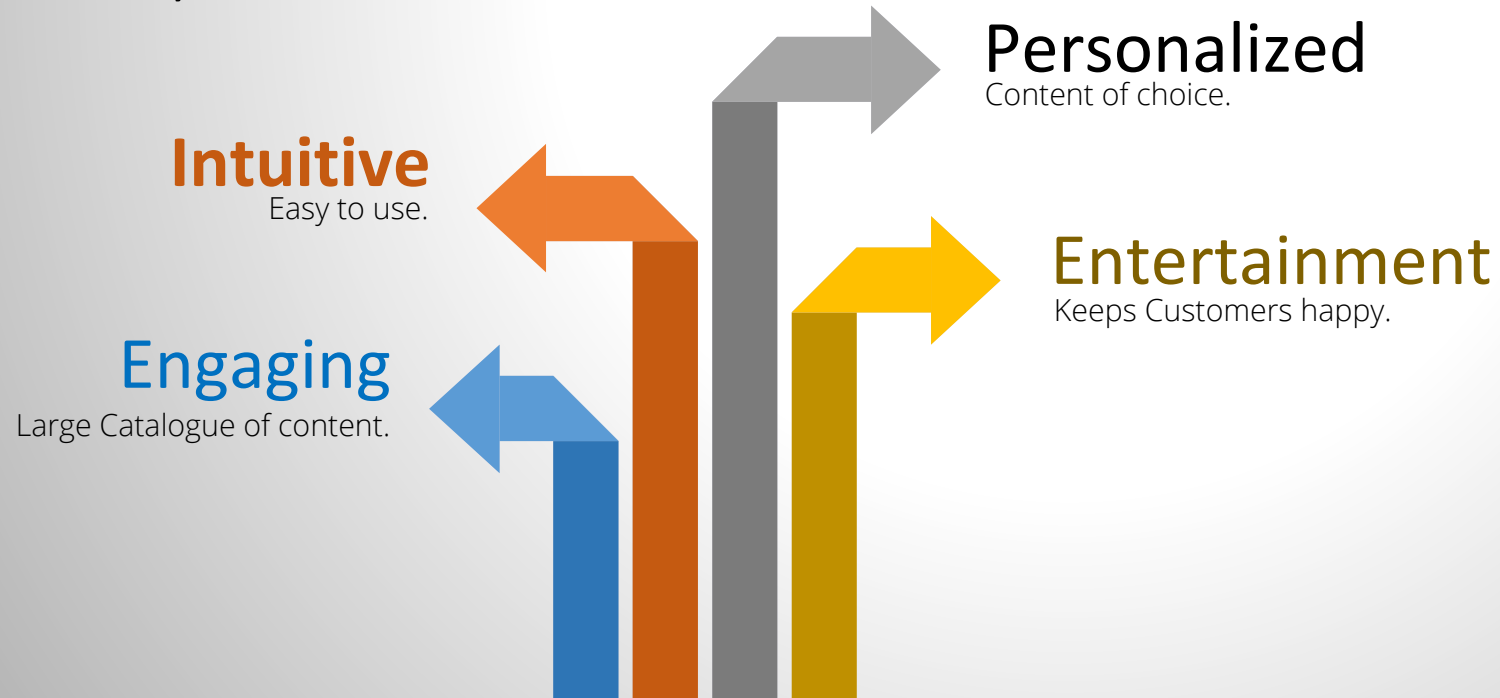 Personalized
Content of choice.
Intuitive
Easy to use.
Entertainment
Keeps Customers happy.
Engaging
Large Catalogue of content.